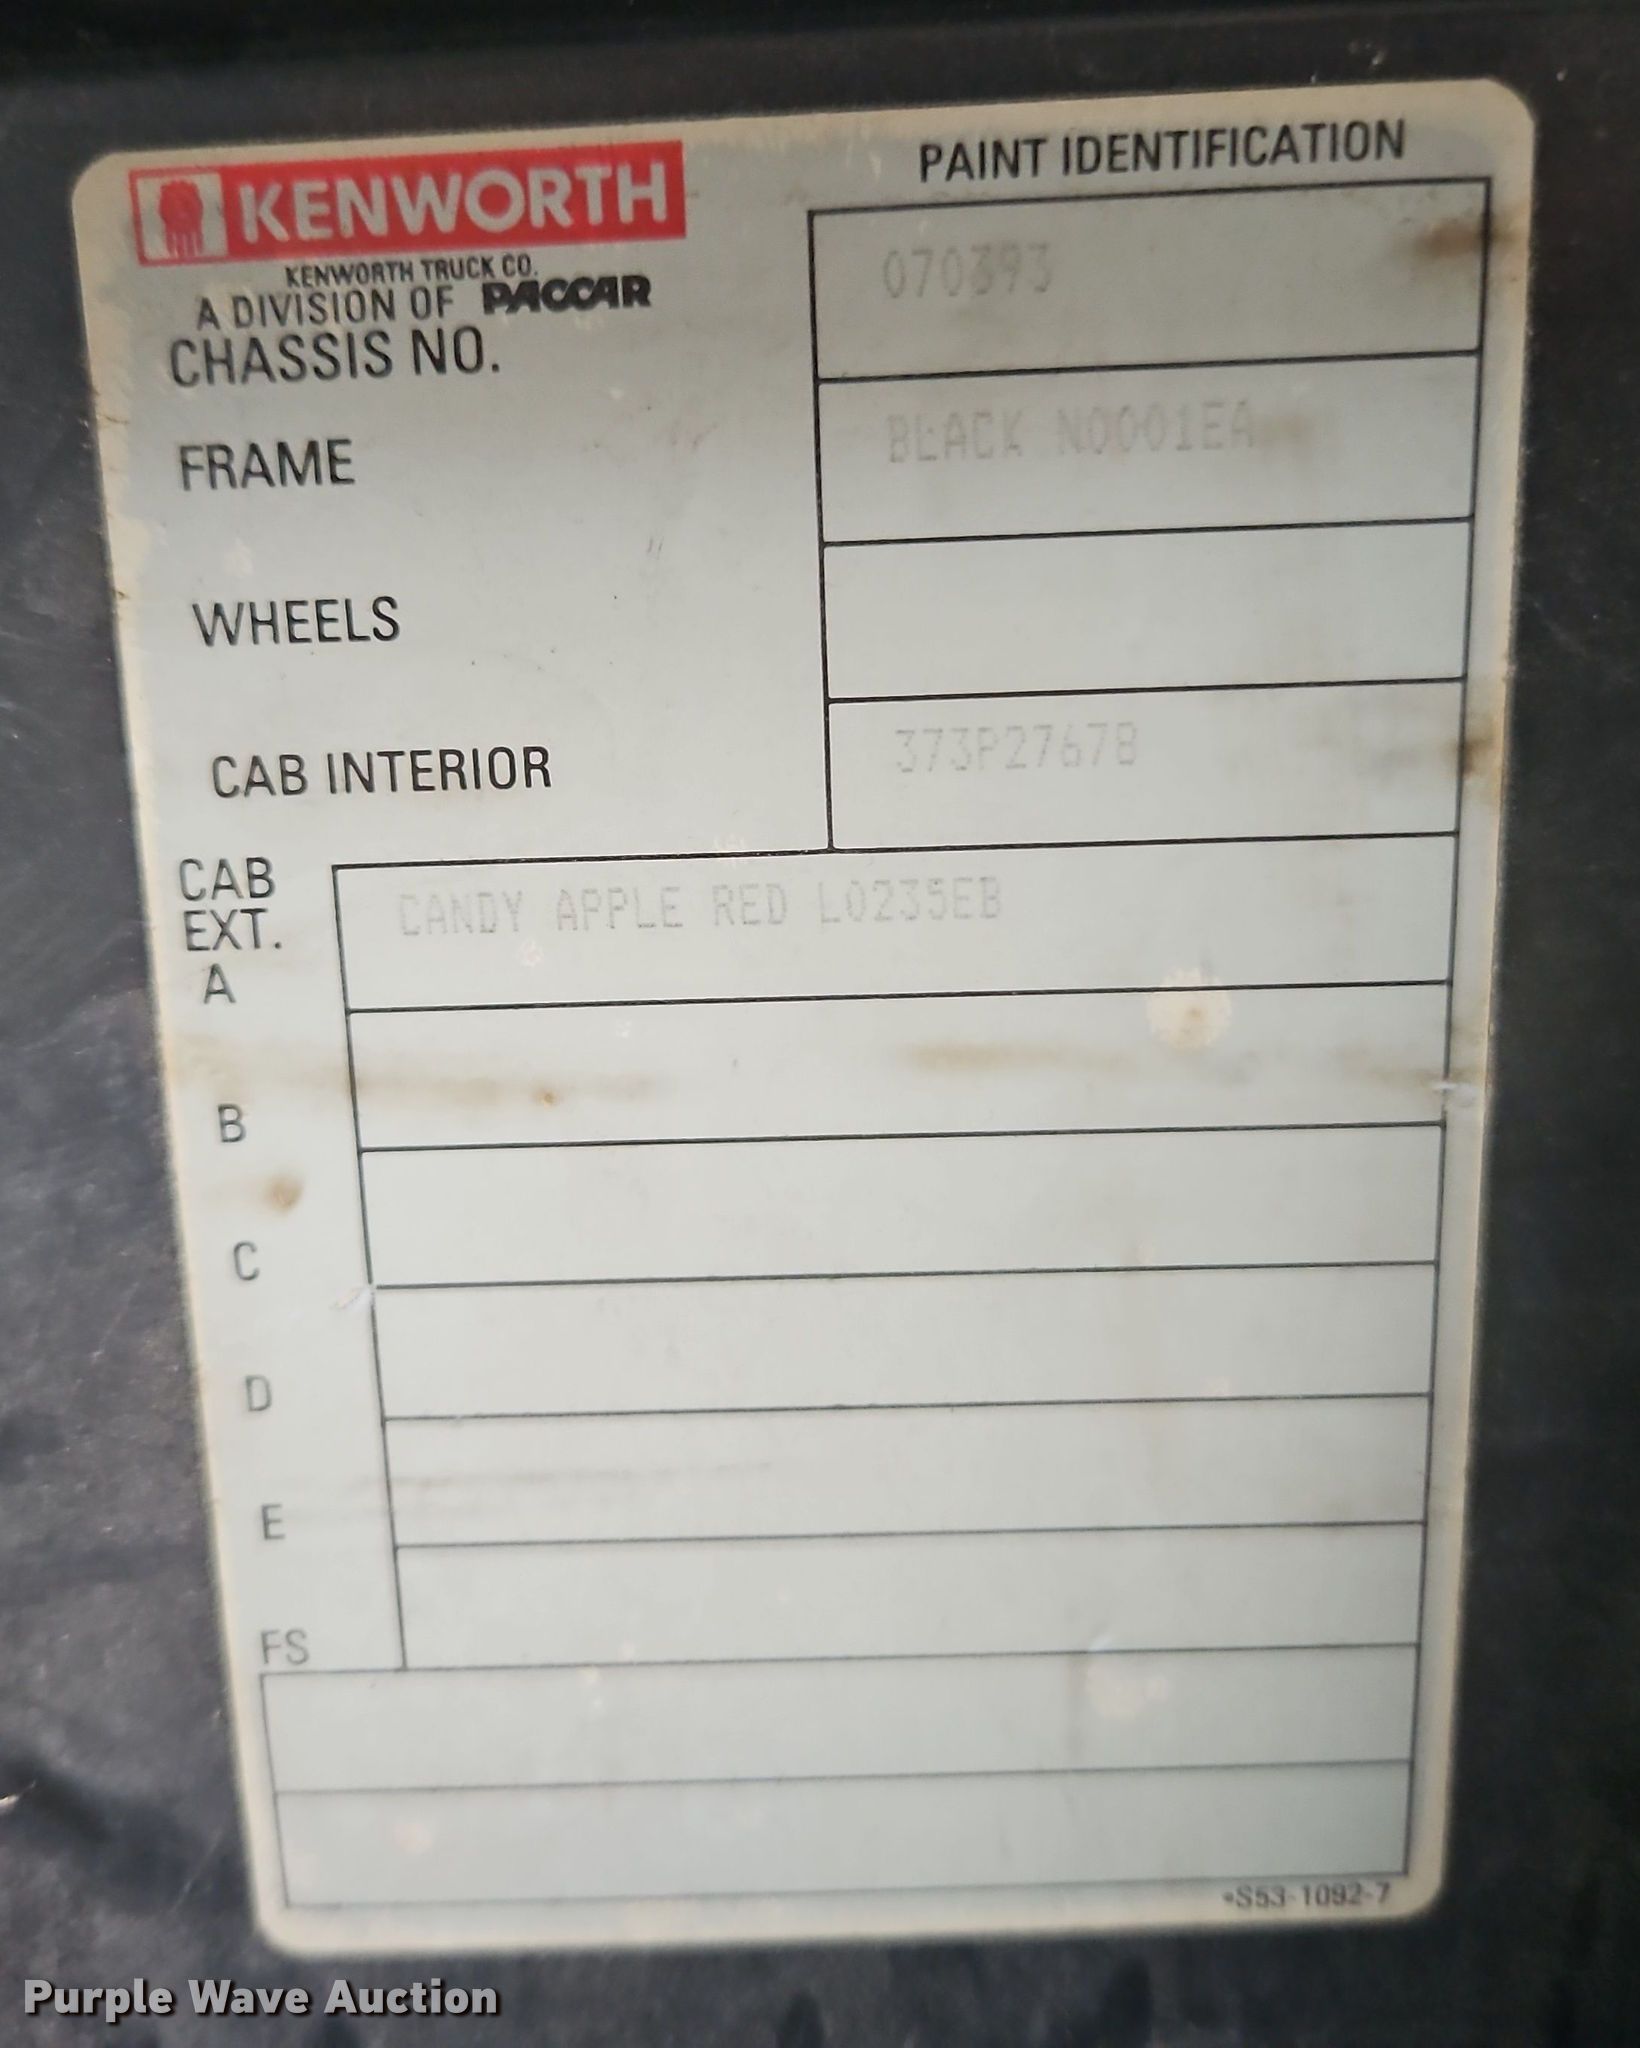 KENWORTH
PAINT IDENTIFICATION
KENWORTH TRUCK CO.
A DIVISION OF PACCAR
CHASSIS NO. 070393
FRAME BLACK N0001EA
WHEELS
CAB INTERIOR 373P27678
CAB
EXT.
A CANDY APPLE RED L0235EB
B
C
D
E
FS
*S53-1092-7
Purple Wave Auction